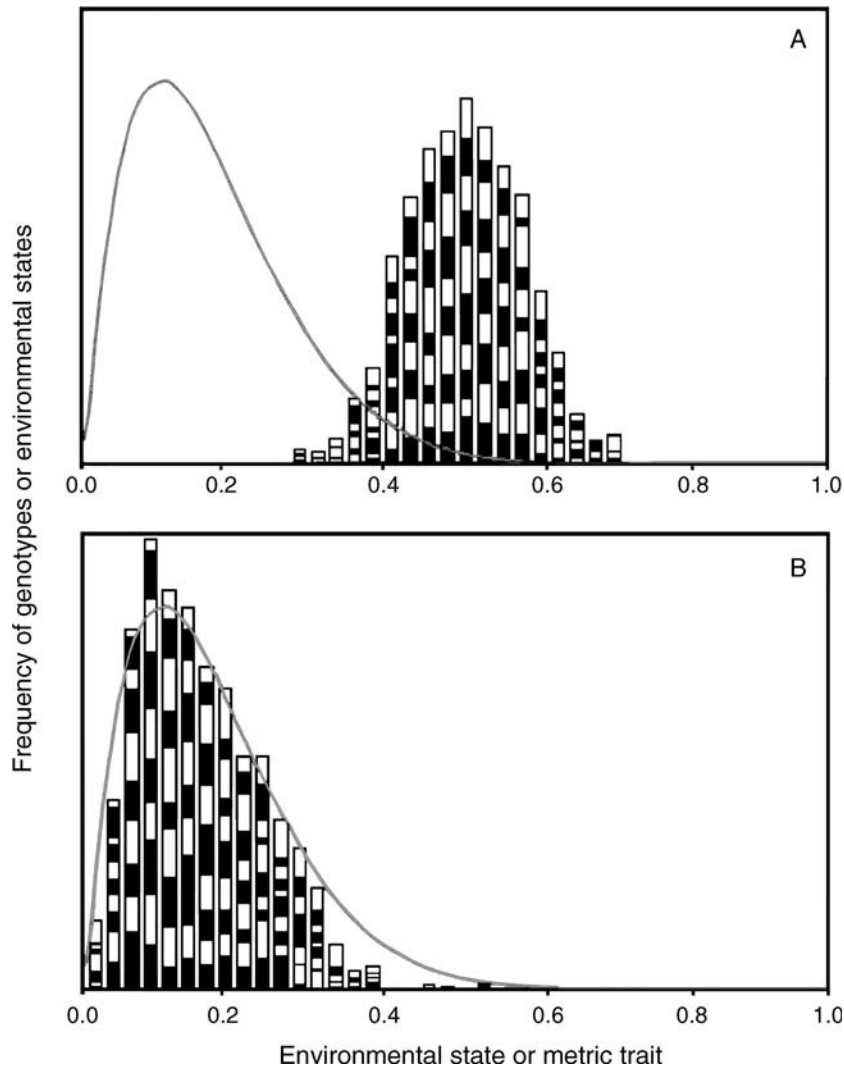 A
0.0 0.2 0.4 0.6 0.8 1.0
B
0.0 0.2 0.4 0.6 0.8 1.0
Environmental state or metric trait
Frequency of genotypes or environmental states